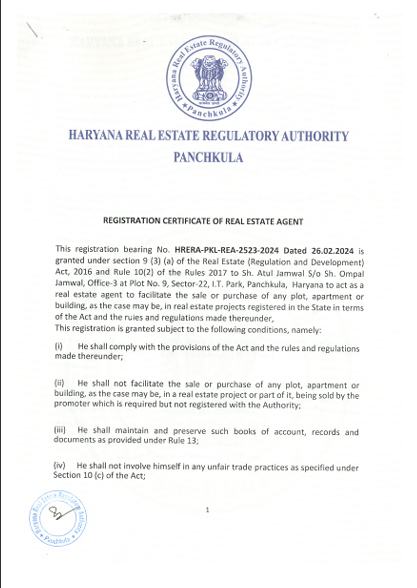 Haryana Real Estate Regulatory Authority
Panchkula
HARYANA REAL ESTATE REGULATORY AUTHORITY
PANCHKULA
REGISTRATION CERTIFICATE OF REAL ESTATE AGENT
This registration bearing No. HRERA-PKL-REA-2523-2024 Dated 26.02.2024 is
granted under section 9 (3) (a) of the Real Estate (Regulation and Development)
Act, 2016 and Rule 10(2) of the Rules 2017 to Sh. Atul Jamwal S/o Sh. Ompal
Jamwal, Office-3 at Plot No. 9, Sector-22, I.T. Park, Panchkula, Haryana to act as a
real estate agent to facilitate the sale or purchase of any plot, apartment or
building, as the case may be, in real estate projects registered in the State in terms
of the Act and the rules and regulations made thereunder,
This registration is granted subject to the following conditions, namely:
(i) He shall comply with the provisions of the Act and the rules and regulations
made thereunder;
(ii) He shall not facilitate the sale or purchase of any plot, apartment or
building, as the case may be, in a real estate project or part of it, being sold by the
promoter which is required but not registered with the Authority;
(iii) He shall maintain and preserve such books of account, records and
documents as provided under Rule 13;
(iv) He shall not involve himself in any unfair trade practices as specified under
Section 10 (c) of the Act;
1
Panchkula